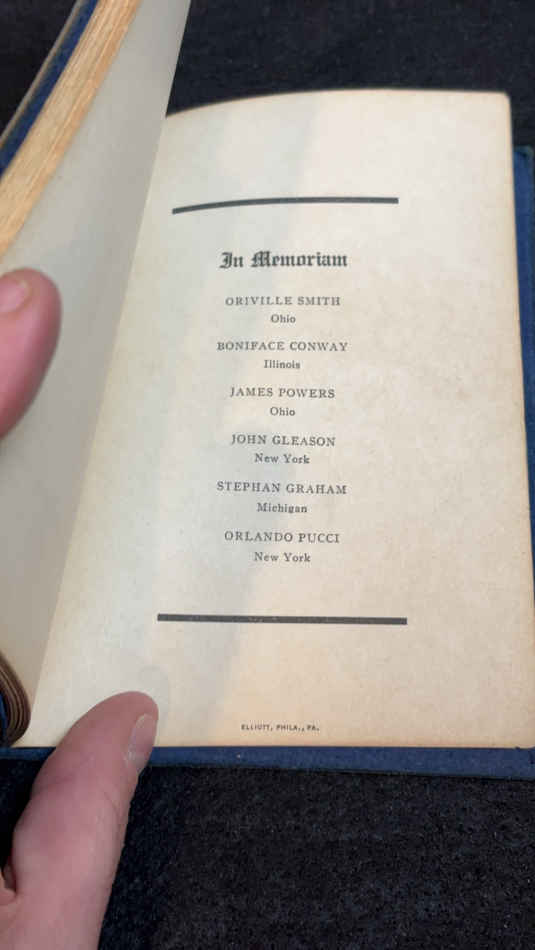 In Memoriam
ORIVILLE SMITH
Ohio
BONIFACE CONWAY
Illinois
JAMES POWERS
Ohio
JOHN GLEASON
New York
STEPHAN GRAHAM
Michigan
ORLANDO PUCCI
New York
ELLIOTT, PHILA., PA.